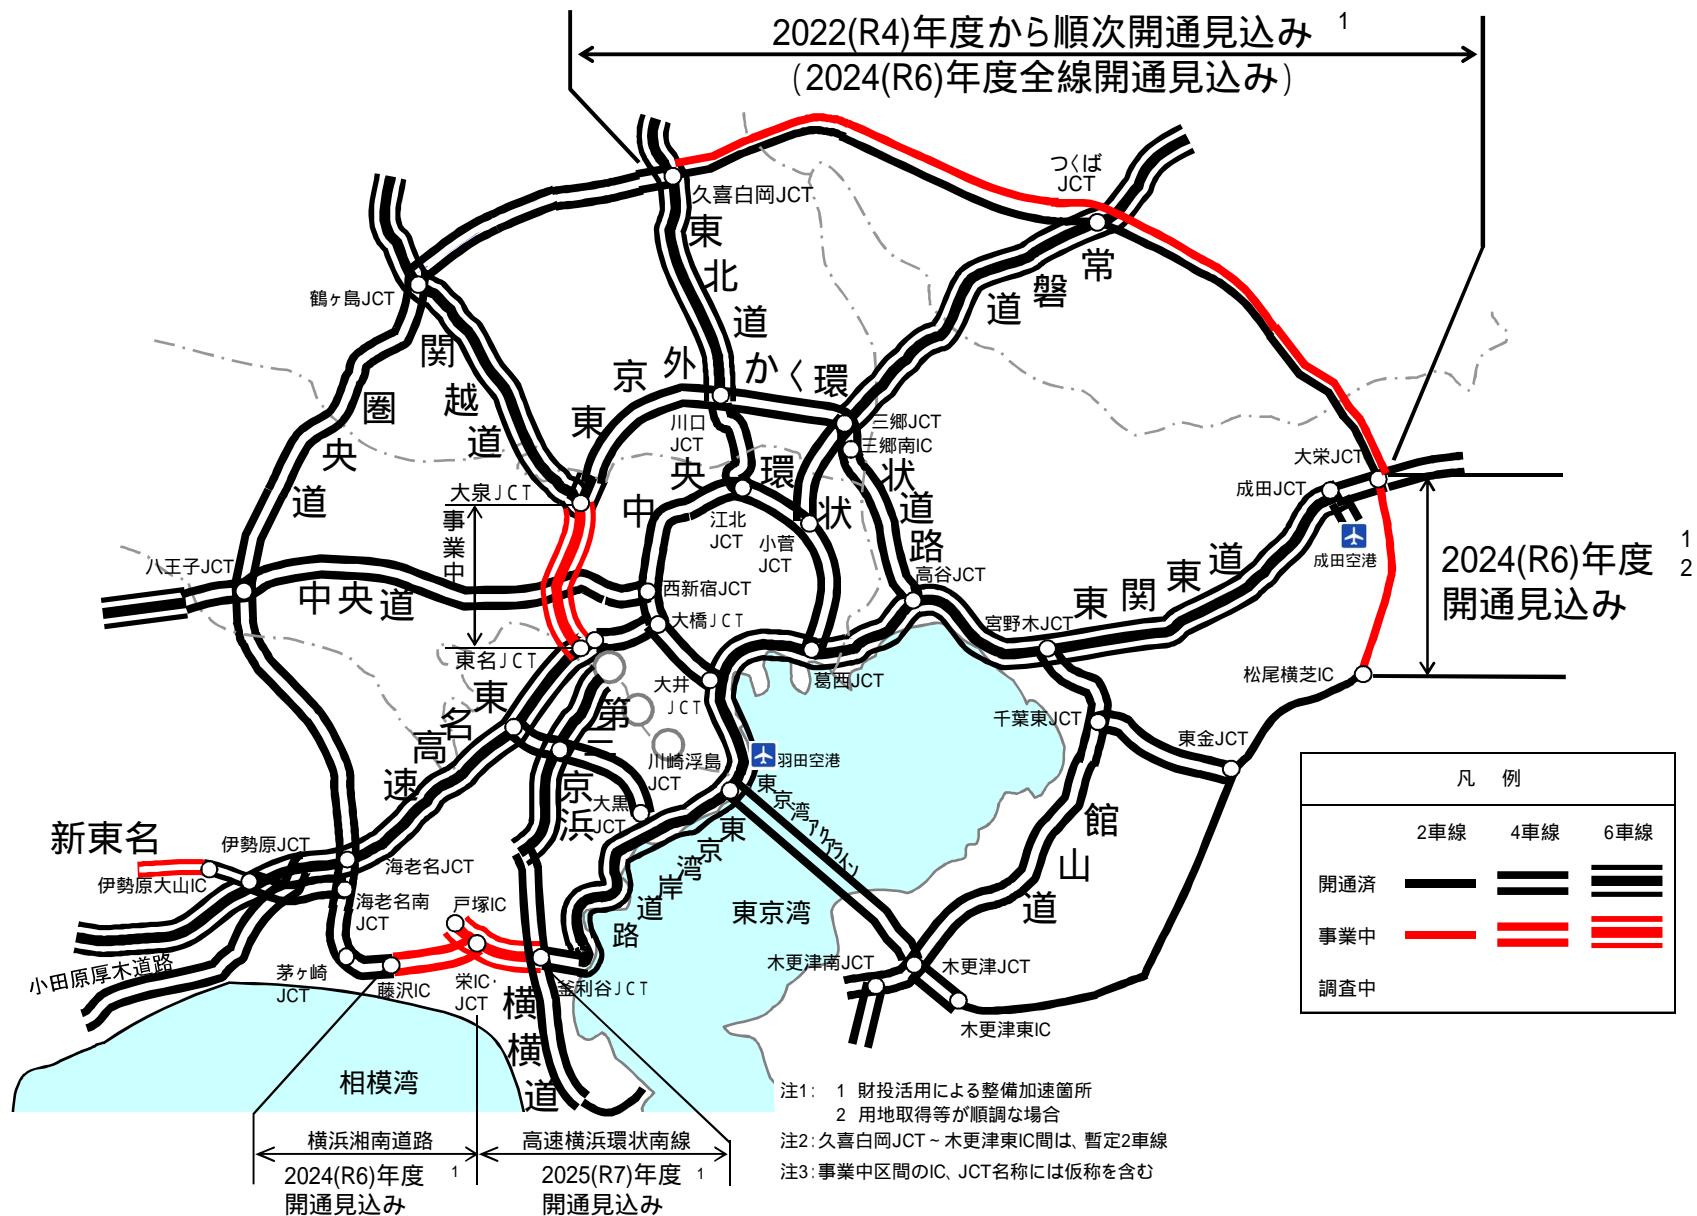 2022(R4)年度から順次開通見込み 1
(2024(R6)年度全線開通見込み)
つくば
JCT
久喜白岡JCT
東北道
常磐道
鶴ヶ島JCT
関越道
圏央道
東京外かく環状道路
川口
JCT
三郷JCT
三郷南IC
中央環状
大泉JCT
事業中
江北
JCT
小菅
JCT
大栄JCT
成田JCT
成田空港
2024(R6)年度 1
開通見込み 2
八王子JCT
中央道
西新宿JCT
大橋JCT
高谷JCT
宮野木JCT
東関東道
東名JCT
大井
JCT
葛西JCT
松尾横芝IC
千葉東JCT
東金JCT
東名高速
第三京浜
川崎浮島
JCT
羽田空港
大黒
JCT
東京湾アクアライン
新東名
伊勢原JCT
海老名JCT
伊勢原大山IC
海老名南
JCT
戸塚IC
東京湾岸道路
東京湾
館山道
小田原厚木道路
茅ヶ崎
JCT
藤沢IC
栄IC・
JCT
釜利谷JCT
横横道
木更津南JCT
木更津JCT
木更津東IC
相模湾
横浜湘南道路
2024(R6)年度 1
開通見込み
高速横浜環状南線
2025(R7)年度 1
開通見込み
凡 例
2車線 4車線 6車線
開通済
事業中
調査中
注1: 1 財投活用による整備加速箇所
2 用地取得等が順調な場合
注2:久喜白岡JCT~木更津東IC間は、暫定2車線
注3:事業中区間のIC、JCT名称には仮称を含む